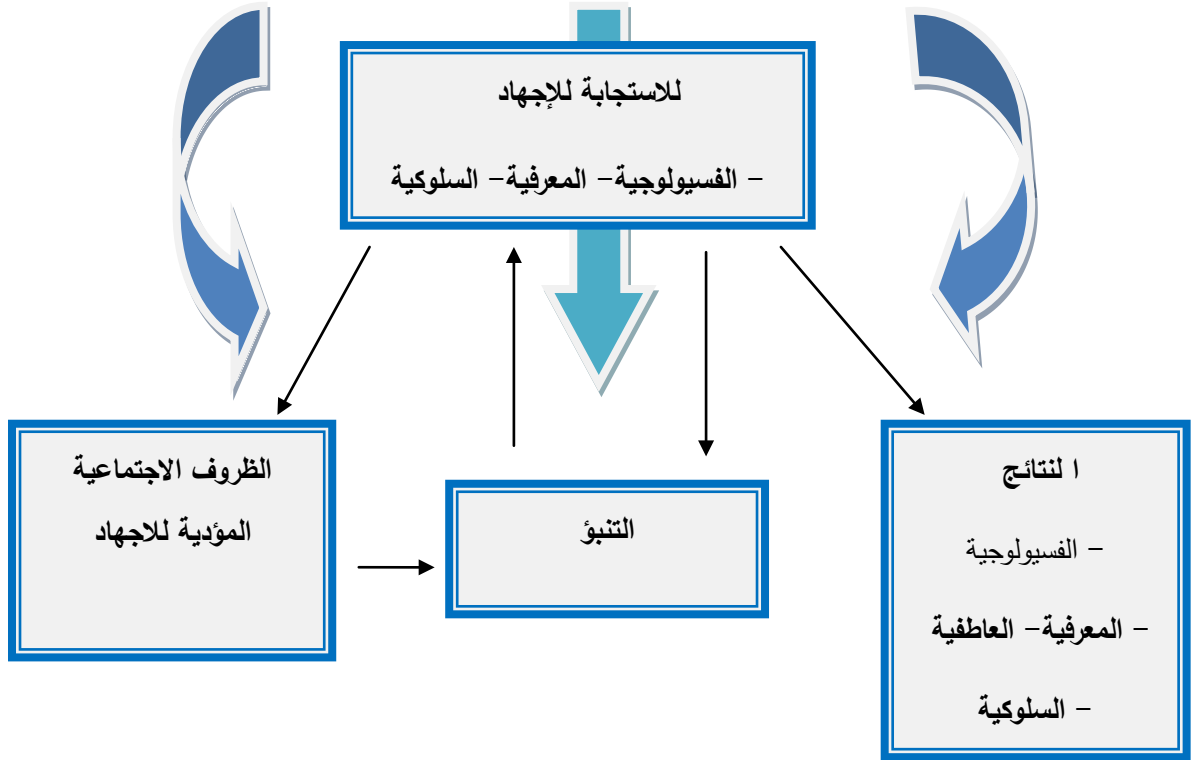 للاستجابة للإجهاد
- الفسيولوجية- المعرفية- السلوكية
الظروف الاجتماعية
المؤدية للاجهاد
التنبؤ
ا لنتائج
- الفسيولوجية
- المعرفية- العاطفية
- السلوكية